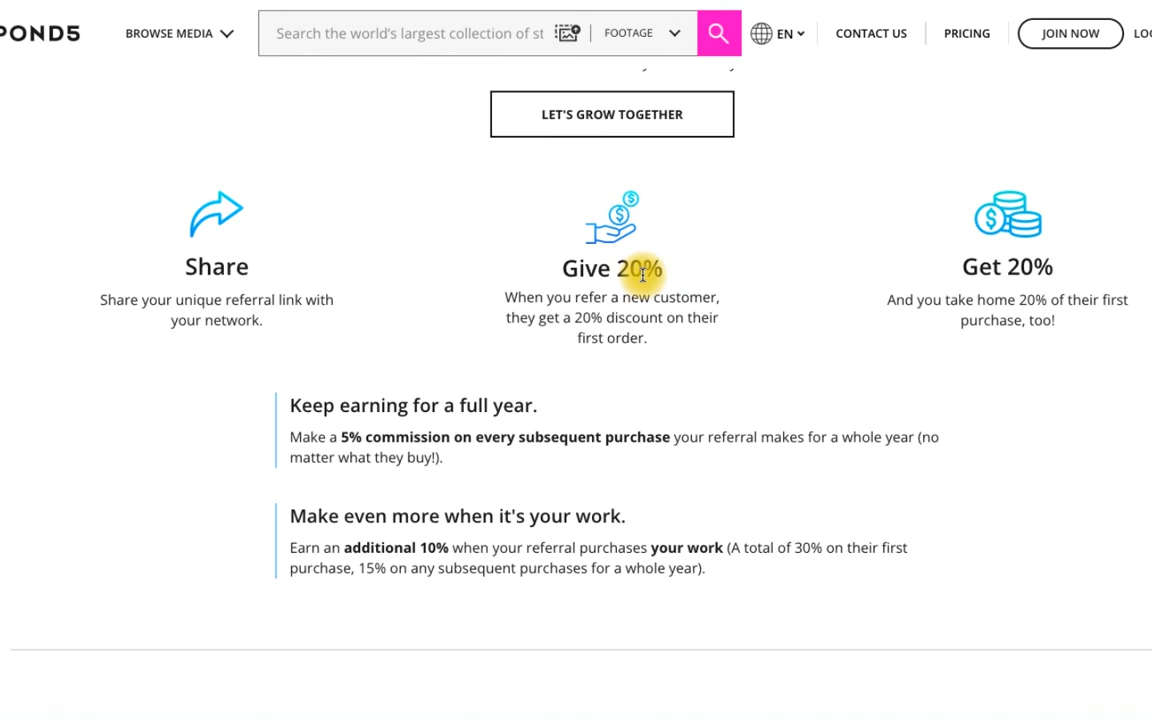 POND5
BROWSE MEDIA
Search the world's largest collection of st
FOOTAGE
EN
CONTACT US
PRICING
JOIN NOW
LOG
LET'S GROW TOGETHER
Share
Share your unique referral link with
your network.
Give 20%
When you refer a new customer,
they get a 20% discount on their
first order.
Get 20%
And you take home 20% of their first
purchase, too!
Keep earning for a full year.
Make a 5% commission on every subsequent purchase your referral makes for a whole year (no
matter what they buy!).
Make even more when it's your work.
Earn an additional 10% when your referral purchases your work (A total of 30% on their first
purchase, 15% on any subsequent purchases for a whole year).